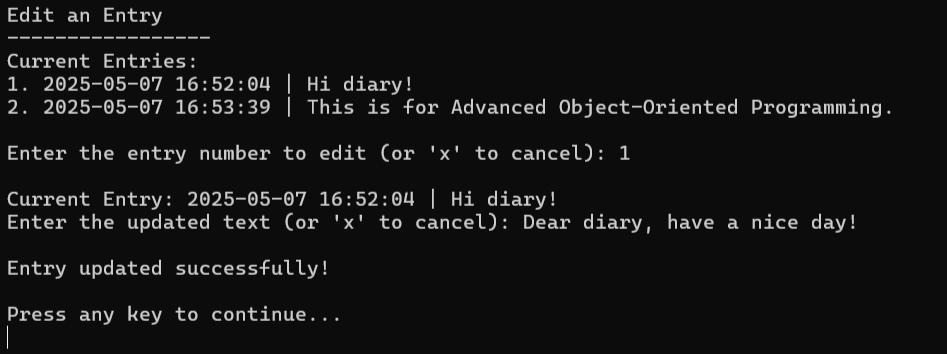 Edit an Entry
-----------------
Current Entries:
1. 2025-05-07 16:52:04 | Hi diary!
2. 2025-05-07 16:53:39 | This is for Advanced Object-Oriented Programming.
Enter the entry number to edit (or 'x' to cancel): 1
Current Entry: 2025-05-07 16:52:04 | Hi diary!
Enter the updated text (or 'x' to cancel): Dear diary, have a nice day!
Entry updated successfully!
Press any key to continue...